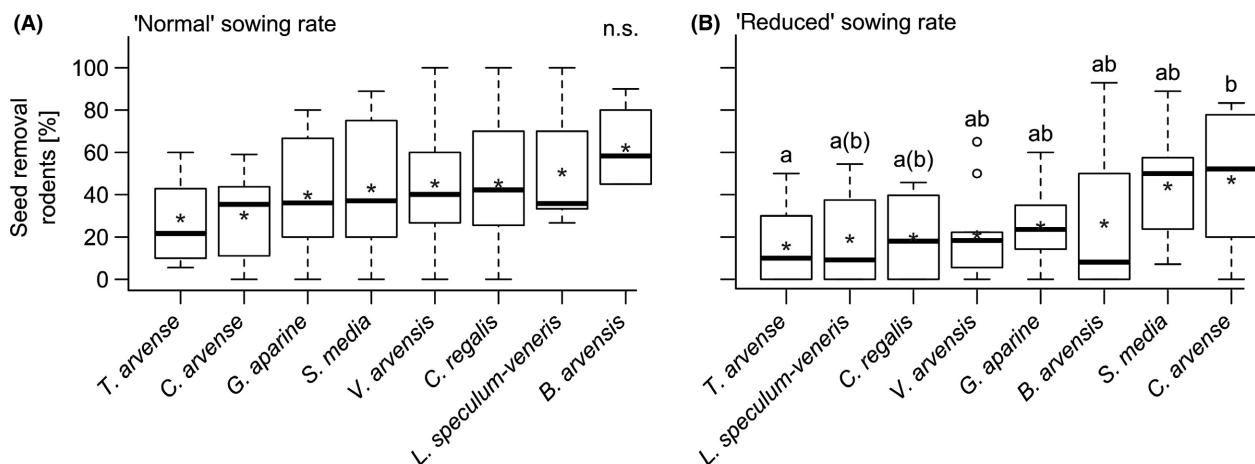 (A) 'Normal' sowing rate
n.s.
Seed removal
rodents [%]
100
80
60
40
20
0
T. arvense
C. arvense
G. aparine
S. media
V. arvensis
C. regalis
L. speculum-veneris
B. arvensis
(B) 'Reduced' sowing rate
a
a(b)
a(b)
ab
ab
ab
ab
b
T. arvense
L. speculum-veneris
C. regalis
V. arvensis
G. aparine
B. arvensis
S. media
C. arvense